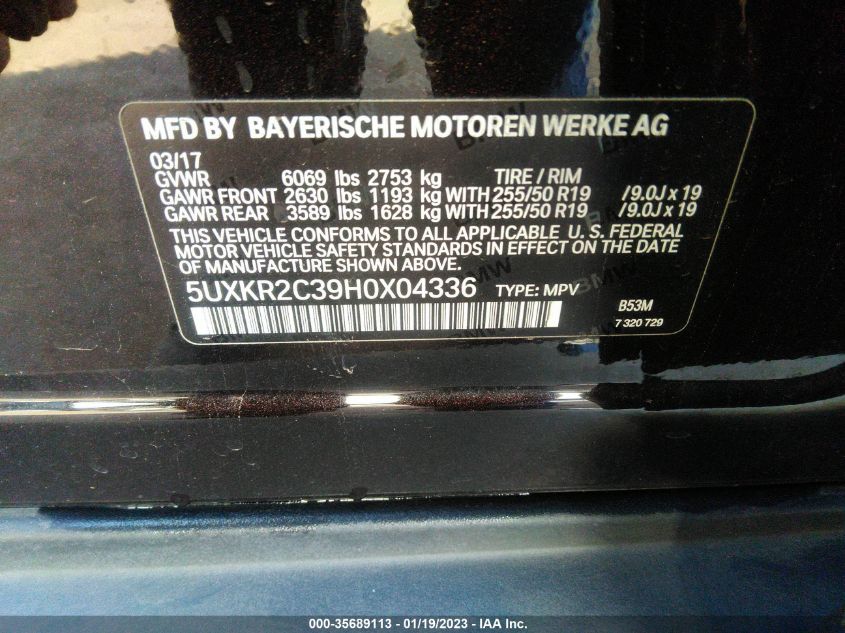 MFD BY BAYERISCHE MOTOREN WERKE AG
03/17
GVWR 6069 lbs 2753 kg TIRE / RIM
GAWR FRONT 2630 lbs 1193 kg WITH 255/50 R19 /9.0J x 19
GAWR REAR 3589 lbs 1628 kg WITH 255/50 R19 /9.0J x 19
THIS VEHICLE CONFORMS TO ALL APPLICABLE U. S. FEDERAL
MOTOR VEHICLE SAFETY STANDARDS IN EFFECT ON THE DATE
OF MANUFACTURE SHOWN ABOVE.
5UXKR2C39H0X04336 TYPE: MPV
B53M
7 320 729
000-35689113 - 01/19/2023 - IAA Inc.